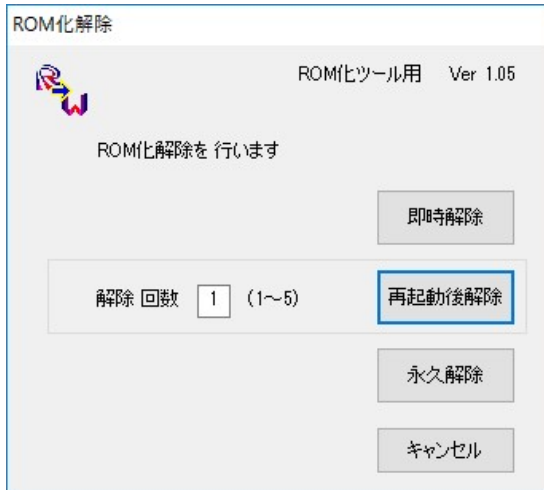 ROM化解除
ROM化ツール用 Ver 1.05
ROM化解除を 行います
即時解除
解除 回数 1 (1～5) 再起動後解除
永久解除
キャンセル